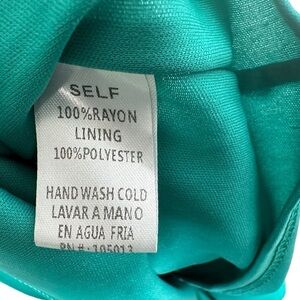 SELF
100%RAYON
LINING
100%POLYESTER
HAND WASH COLD
LAVAR A MANO
EN AGUA FRIA
RN#:105013